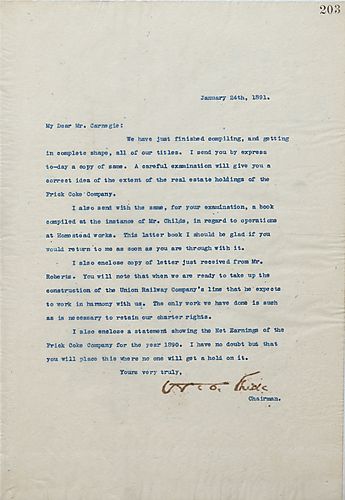 203
January 24th, 1891.
My Dear Mr. Carnegie:
We have just finished compiling, and getting
in complete shape, all of our titles. I send you by express
to-day a copy of same. A careful examination will give you a
correct idea of the extent of the real estate holdings of the
Frick Coke Company.
I also send with the same, for your examination, a book
compiled at the instance of Mr. Childs, in regard to operations
at Homestead works. This latter book I should be glad if you
would return to me as soon as you are through with it.
I also enclose copy of letter just received from Mr.
Roberts. You will note that when we are ready to take up the
construction of the Union Railway Company's line that he expects
to work in harmony with us. The only work we have done is such
as is necessary to retain our charter rights.
I also enclose a statement showing the Net Earnings of the
Frick Coke Company for the year 1890. I have no doubt but that
you will place this where no one will get a hold on it.
Yours very truly,
Chairman.